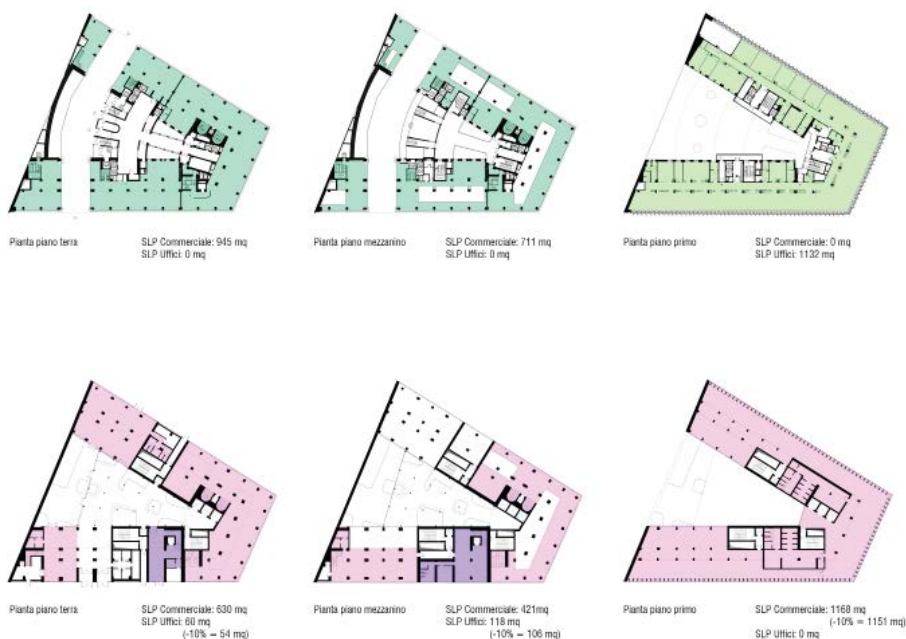 Pianta piano terra SLP Commerciale: 945 mq
SLP Uffici: 0 mq
Pianta piano mezzanino SLP Commerciale: 711 mq
SLP Uffici: 0 mq
Pianta piano primo SLP Commerciale: 0 mq
SLP Uffici: 1132 mq
Pianta piano terra SLP Commerciale: 630 mq
SLP Uffici: 60 mq
(-10% = 54 mq)
Pianta piano mezzanino SLP Commerciale: 421mq
SLP Uffici: 118 mq
(-10% = 106 mq)
Pianta piano primo SLP Commerciale: 1168 mq
(-10% = 1151 mq)
SLP Uffici: 0 mq